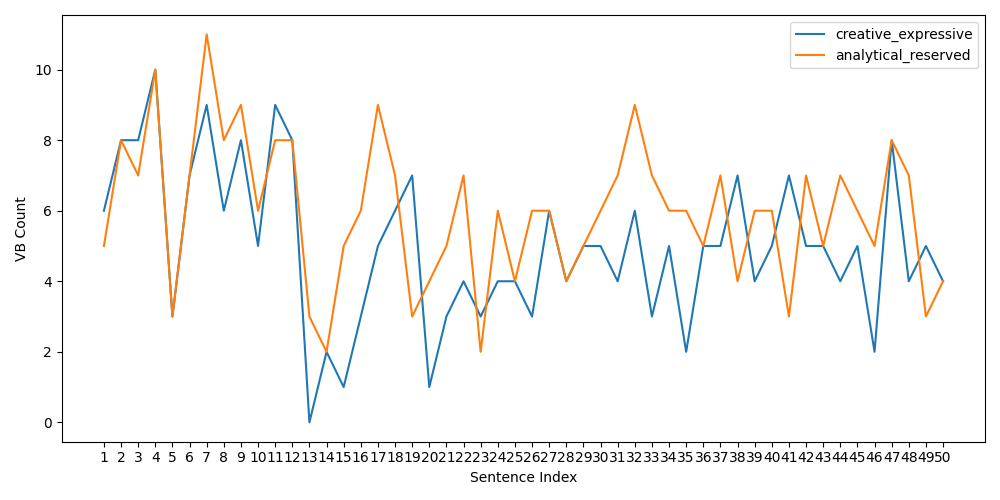 creative_expressive
analytical_reserved
10
8
6
4
2
0
VB Count
1 2 3 4 5 6 7 8 9 10 11 12 13 14 15 16 17 18 19 20 21 22 23 24 25 26 27 28 29 30 31 32 33 34 35 36 37 38 39 40 41 42 43 44 45 46 47 48 49 50
Sentence Index